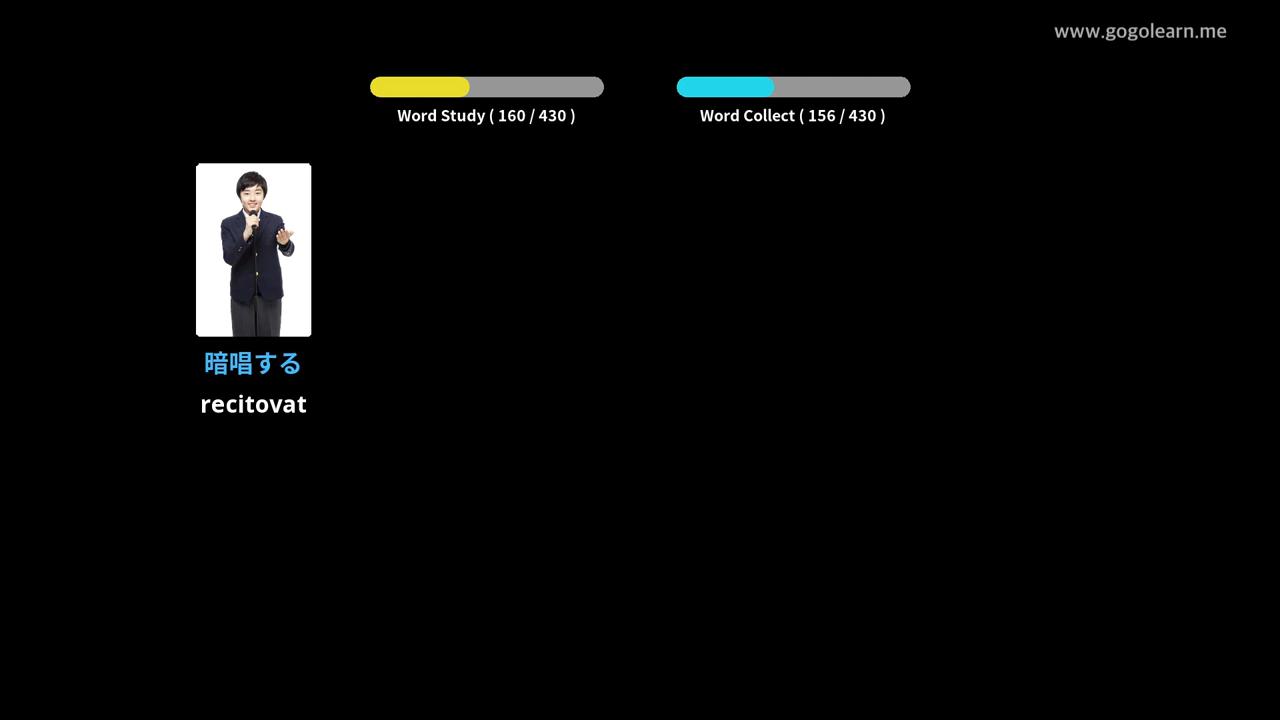 www.gogolearn.me
Word Study ( 160 / 430 )
Word Collect ( 156 / 430 )
暗唱する
recitovat